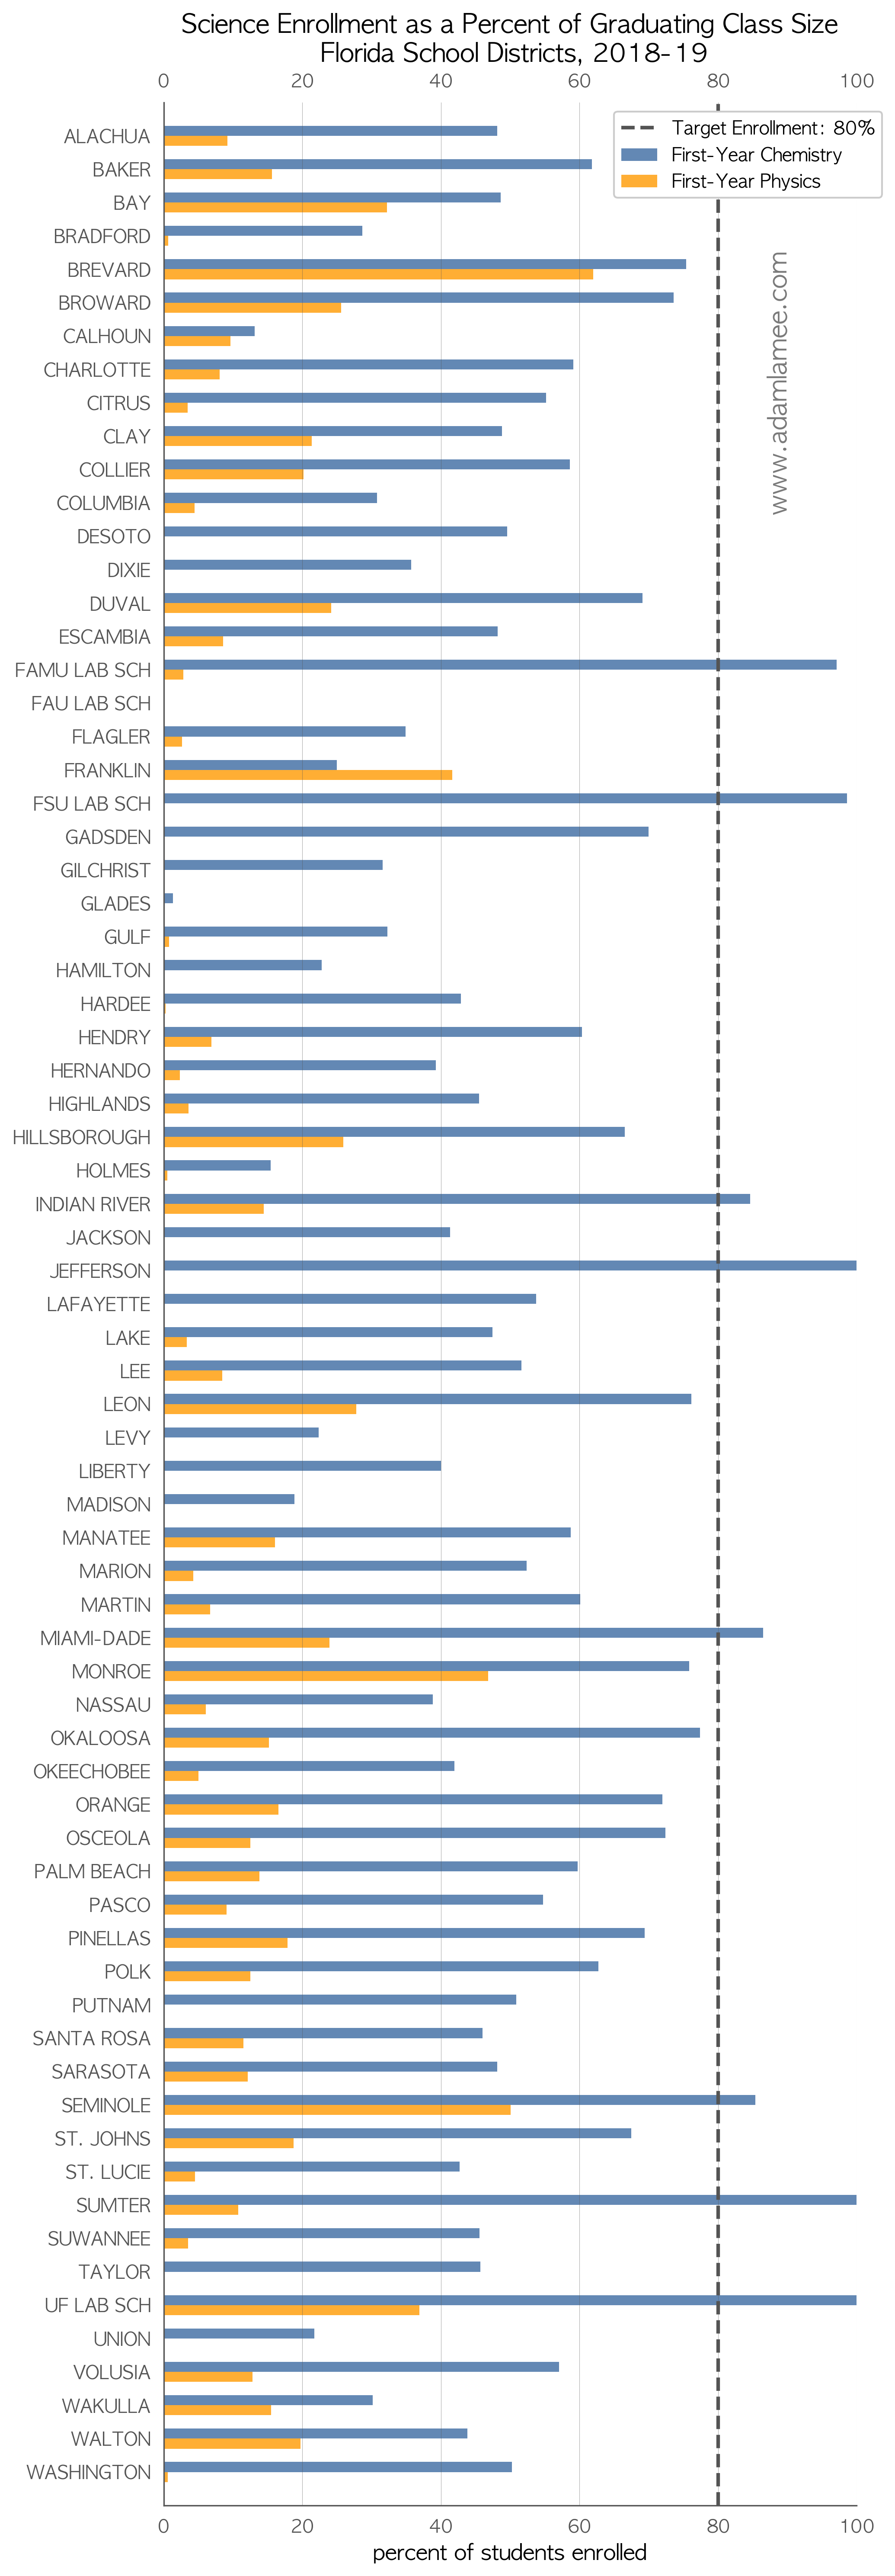 Science Enrollment as a Percent of Graduating Class Size
Florida School Districts, 2018-19
0 20 40 60 80 100
Target Enrollment: 80%
First-Year Chemistry
First-Year Physics
www.adamlamee.com
ALACHUA
BAKER
BAY
BRADFORD
BREVARD
BROWARD
CALHOUN
CHARLOTTE
CITRUS
CLAY
COLLIER
COLUMBIA
DESOTO
DIXIE
DUVAL
ESCAMBIA
FAMU LAB SCH
FAU LAB SCH
FLAGLER
FRANKLIN
FSU LAB SCH
GADSDEN
GILCHRIST
GLADES
GULF
HAMILTON
HARDEE
HENDRY
HERNANDO
HIGHLANDS
HILLSBOROUGH
HOLMES
INDIAN RIVER
JACKSON
JEFFERSON
LAFAYETTE
LAKE
LEE
LEON
LEVY
LIBERTY
MADISON
MANATEE
MARION
MARTIN
MIAMI-DADE
MONROE
NASSAU
OKALOOSA
OKEECHOBEE
ORANGE
OSCEOLA
PALM BEACH
PASCO
PINELLAS
POLK
PUTNAM
SANTA ROSA
SARASOTA
SEMINOLE
ST. JOHNS
ST. LUCIE
SUMTER
SUWANNEE
TAYLOR
UF LAB SCH
UNION
VOLUSIA
WAKULLA
WALTON
WASHINGTON
0 20 40 60 80 100
percent of students enrolled